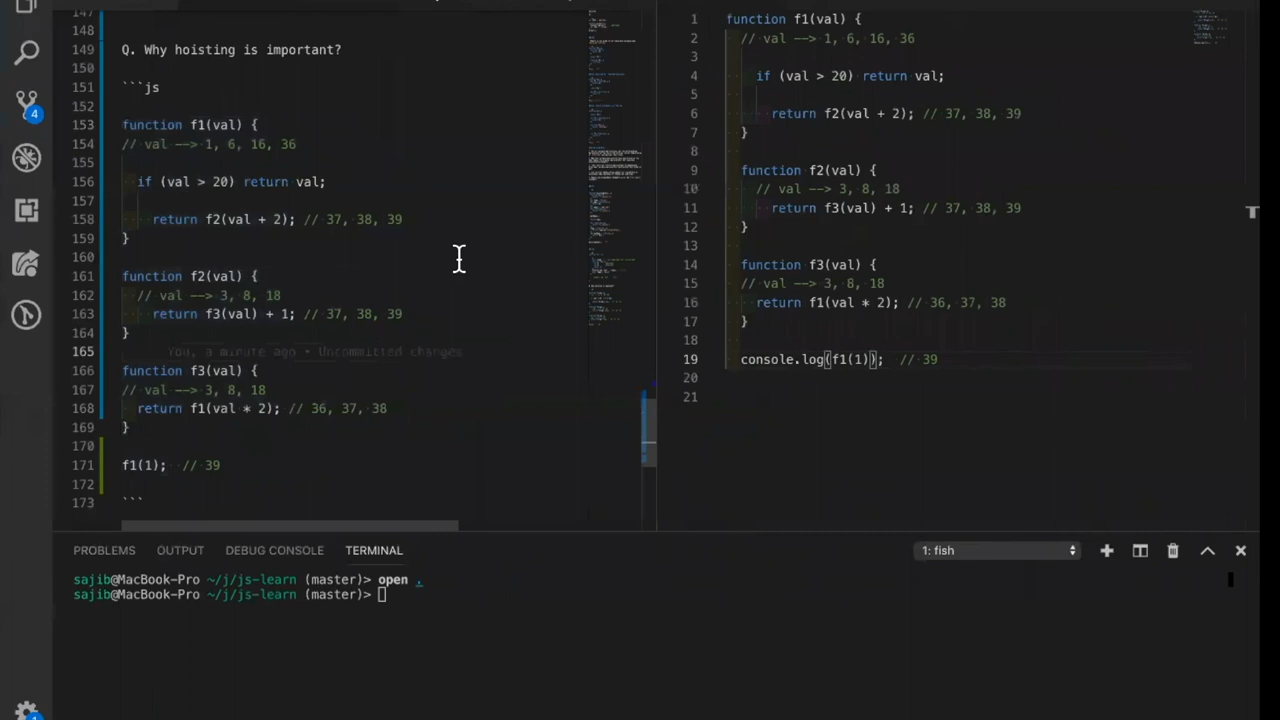 147
148
149 Q. Why hoisting is important?
150
151 ```js
152
153 function f1(val) {
154 // val --> 1, 6, 16, 36
155
156 if (val > 20) return val;
157
158 return f2(val + 2); // 37, 38, 39
159 }
160
161 function f2(val) {
162 // val --> 3, 8, 18
163 return f3(val) + 1; // 37, 38, 39
164 }
165 You, a minute ago • Uncommitted changes
166 function f3(val) {
167 // val --> 3, 8, 18
168 return f1(val * 2); // 36, 37, 38
169 }
170
171 f1(1); // 39
172
173 ```
1 function f1(val) {
2 // val --> 1, 6, 16, 36
3
4 if (val > 20) return val;
5
6 return f2(val + 2); // 37, 38, 39
7 }
8
9 function f2(val) {
10 // val --> 3, 8, 18
11 return f3(val) + 1; // 37, 38, 39
12 }
13
14 function f3(val) {
15 // val --> 3, 8, 18
16 return f1(val * 2); // 36, 37, 38
17 }
18
19 console.log(f1(1)); // 39
20
21
4
PROBLEMS OUTPUT DEBUG CONSOLE TERMINAL 1: fish
sajib@MacBook-Pro ~/j/js-learn (master)> open .
sajib@MacBook-Pro ~/j/js-learn (master)>
1